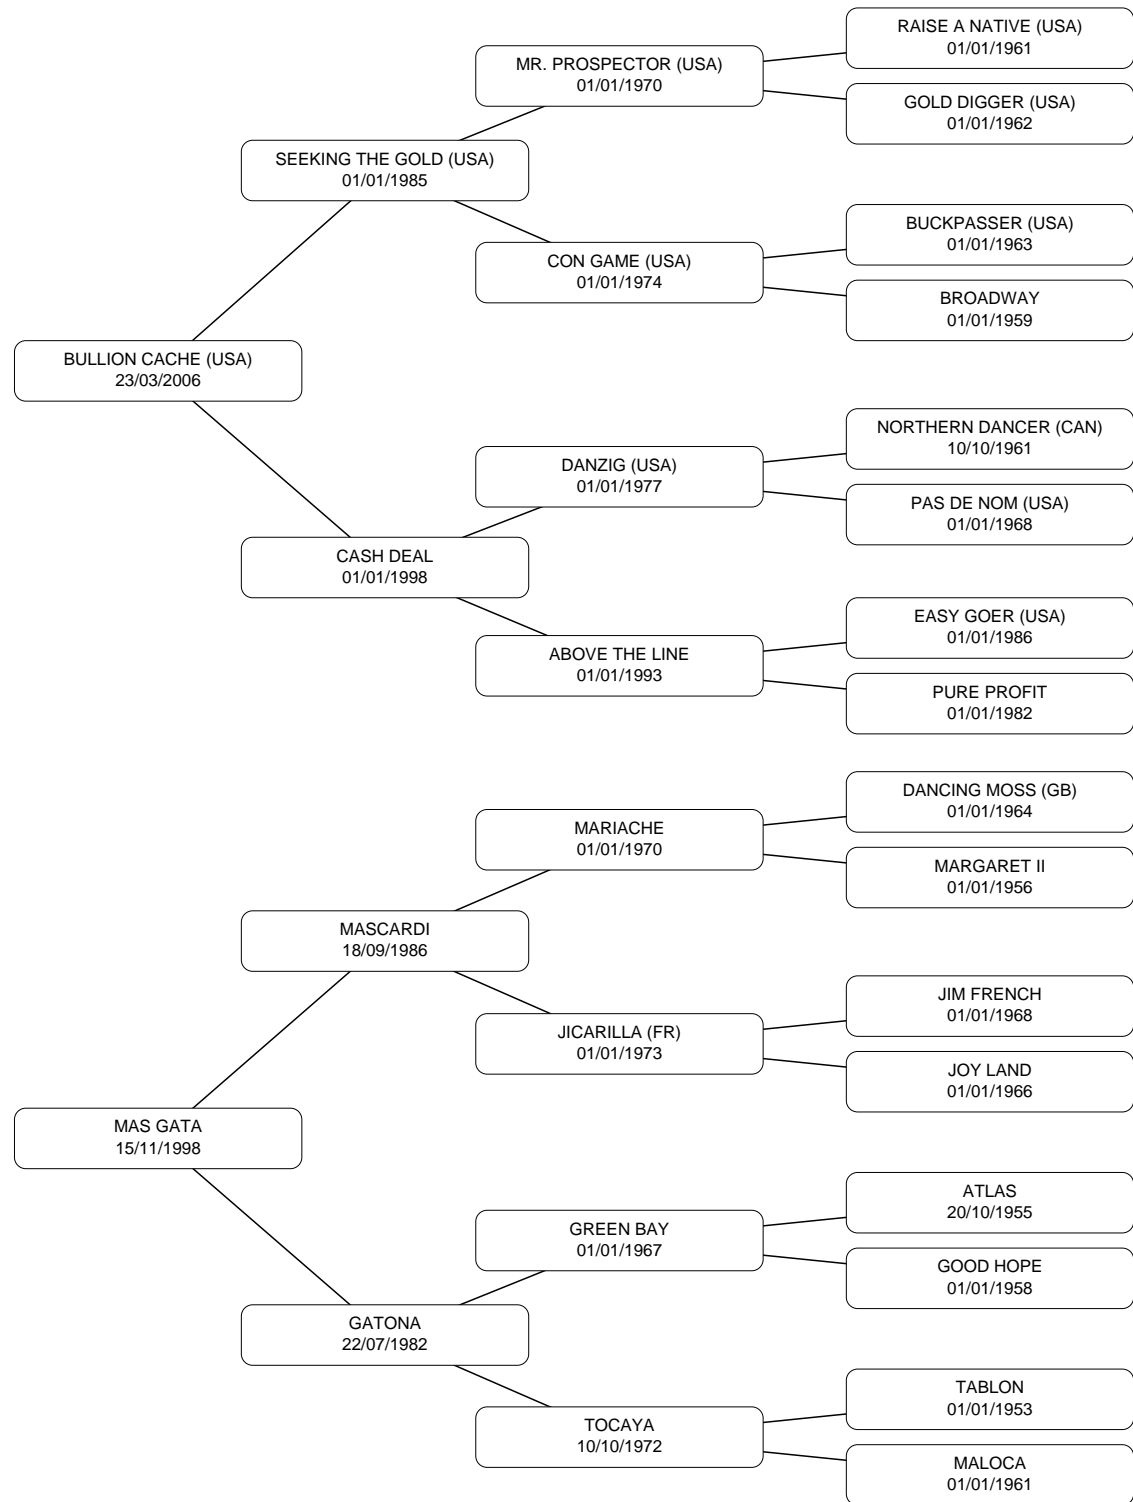 RAISE A NATIVE (USA)
01/01/1961
MR. PROSPECTOR (USA)
01/01/1970
GOLD DIGGER (USA)
01/01/1962
SEEKING THE GOLD (USA)
01/01/1985
BUCKPASSER (USA)
01/01/1963
CON GAME (USA)
01/01/1974
BROADWAY
01/01/1959
BULLION CACHE (USA)
23/03/2006
NORTHERN DANCER (CAN)
10/10/1961
DANZIG (USA)
01/01/1977
PAS DE NOM (USA)
01/01/1968
CASH DEAL
01/01/1998
EASY GOER (USA)
01/01/1986
ABOVE THE LINE
01/01/1993
PURE PROFIT
01/01/1982
DANCING MOSS (GB)
01/01/1964
MARIACHE
01/01/1970
MARGARET II
01/01/1956
MASCARDI
18/09/1986
JIM FRENCH
01/01/1968
JICARILLA (FR)
01/01/1973
JOY LAND
01/01/1966
MAS GATA
15/11/1998
ATLAS
20/10/1955
GREEN BAY
01/01/1967
GOOD HOPE
01/01/1958
GATONA
22/07/1982
TABLON
01/01/1953
TOCAYA
10/10/1972
MALOCA
01/01/1961